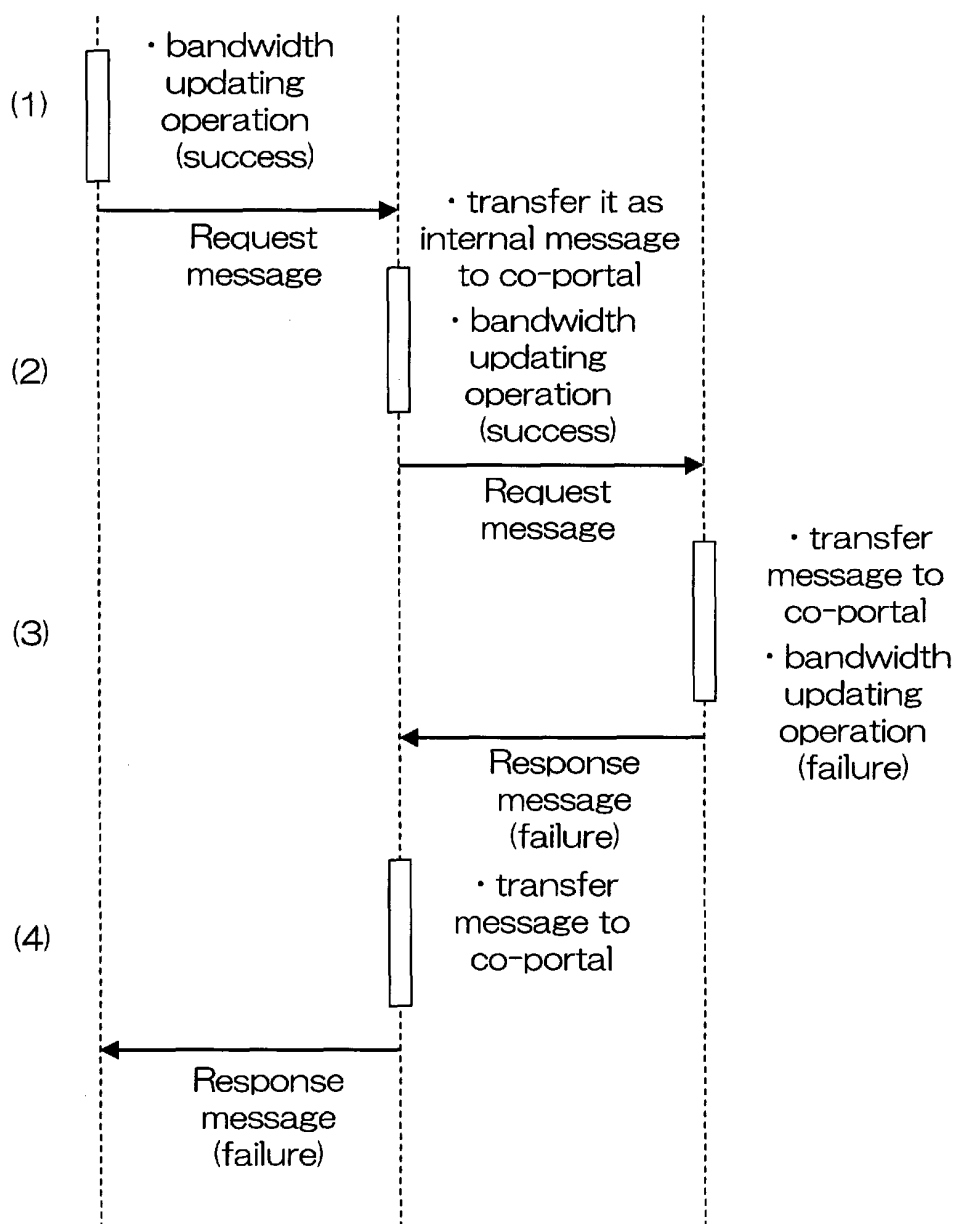 (1)
・bandwidth
updating
operation
(success)
Request
message
・transfer it as
internal message
to co-portal
(2)
・bandwidth
updating
operation
(success)
Request
message
(3)
・transfer
message to
co-portal
・bandwidth
updating
operation
(failure)
Response
message
(failure)
(4)
・transfer
message to
co-portal
Response
message
(failure)